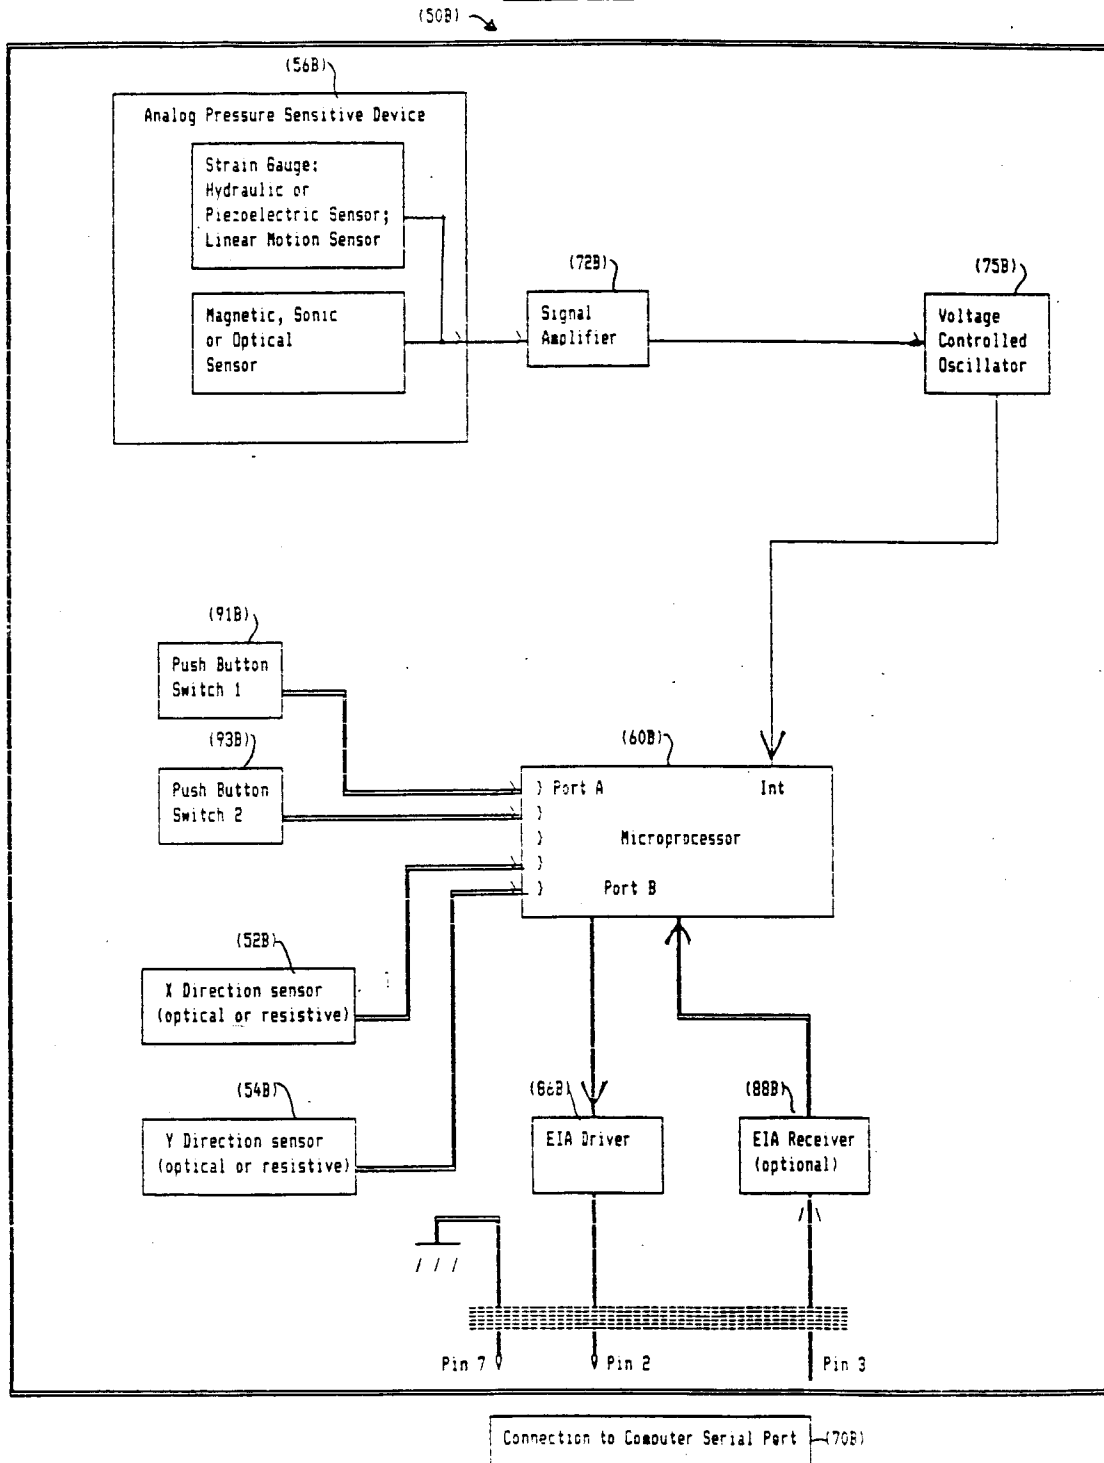 (50B)
(56B)
Analog Pressure Sensitive Device
Strain Gauge;
Hydraulic or
Piezoelectric Sensor;
Linear Motion Sensor
(72B)
(75B)
Magnetic, Sonic
or Optical
Sensor
Signal
Amplifier
Voltage
Controlled
Oscillator
(91B)
Push Button
Switch 1
(93B)
(60B)
Push Button
Switch 2
Port A
Int
Microprocessor
Port B
(52B)
X Direction sensor
(optical or resistive)
(54B)
(86B)
(88B)
Y Direction sensor
(optical or resistive)
EIA Driver
EIA Receiver
(optional)
Pin 7
Pin 2
Pin 3
Connection to Computer Serial Port
(70B)